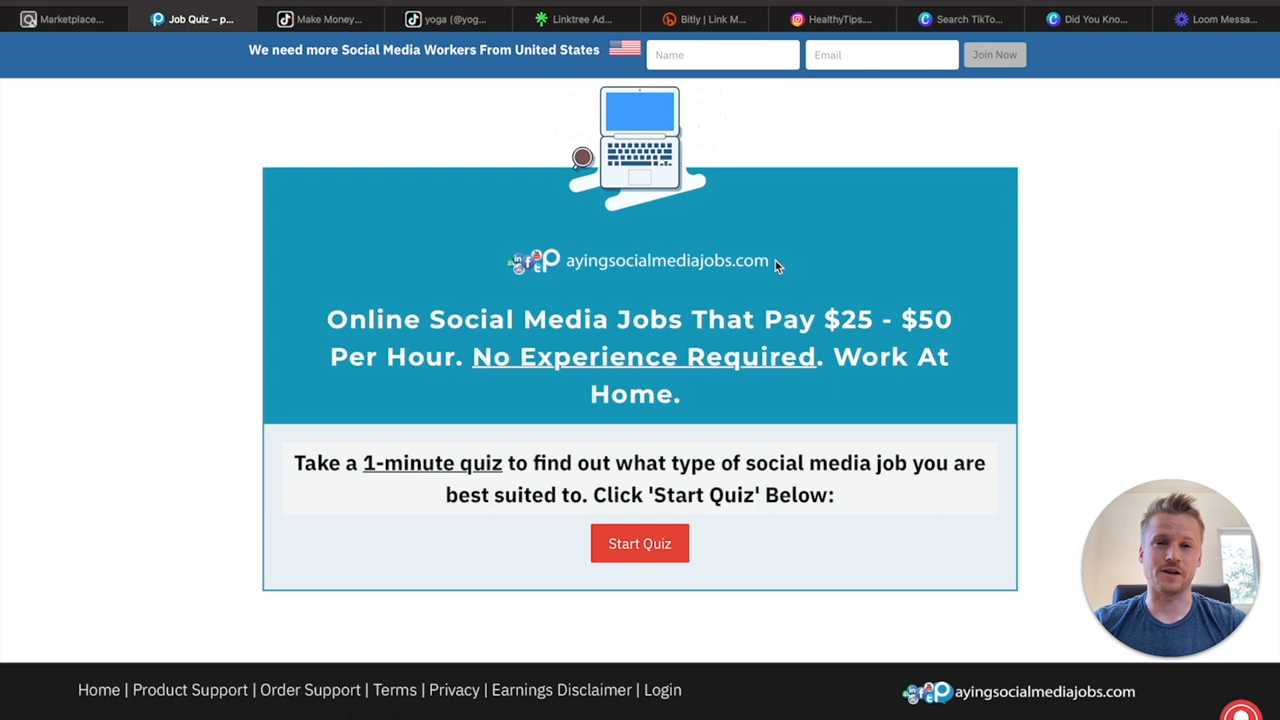 Marketplace...
Job Quiz – p...
Make Money...
yoga (@yog...
Linktree Ad...
Bitly | Link M...
HealthyTips....
Search TikTo...
Did You Kno...
Loom Messa...
We need more Social Media Workers From United States
Name
Email
Join Now
ayingsocialmediajobs.com
Online Social Media Jobs That Pay $25 - $50
Per Hour. No Experience Required. Work At
Home.
Take a 1-minute quiz to find out what type of social media job you are
best suited to. Click 'Start Quiz' Below:
Start Quiz
Home | Product Support | Order Support | Terms | Privacy | Earnings Disclaimer | Login
ayingsocialmediajobs.com